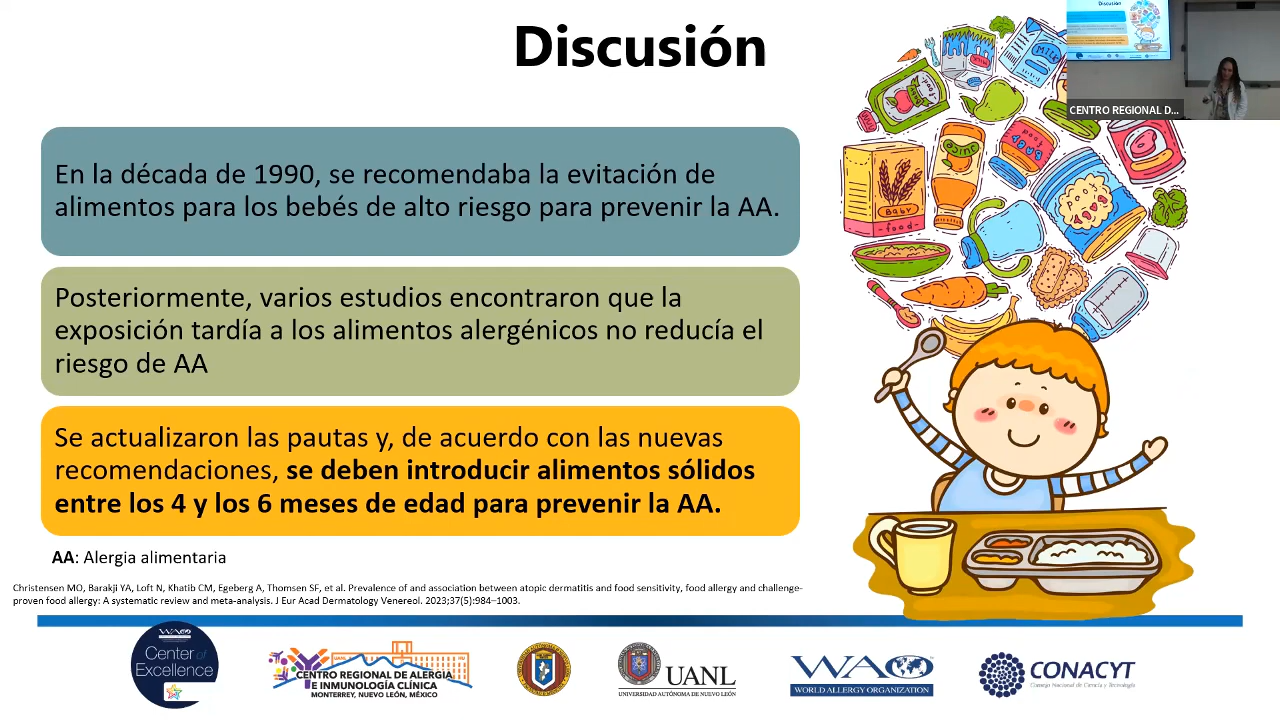 Discusión
CENTRO REGIONAL D...
En la década de 1990, se recomendaba la evitación de
alimentos para los bebés de alto riesgo para prevenir la AA.
Posteriormente, varios estudios encontraron que la
exposición tardía a los alimentos alergénicos no reducía el
riesgo de AA
Se actualizaron las pautas y, de acuerdo con las nuevas
recomendaciones, se deben introducir alimentos sólidos
entre los 4 y los 6 meses de edad para prevenir la AA.
AA: Alergia alimentaria
Christensen MO, Barakji YA, Loft N, Khatib CM, Egeberg A, Thomsen SF, et al. Prevalence of and association between atopic dermatitis and food sensitivity, food allergy and challenge-
proven food allergy: A systematic review and meta-analysis. J Eur Acad Dermatology Venereol. 2023;37(5):984–1003.
MILK
JUICE
BABY
food
WAO
Center of
Excellence
UANL
CENTRO REGIONAL DE ALERGIA
E INMUNOLOGÍA CLÍNICA
MONTERREY, NUEVO LEÓN, MÉXICO
UANL
UNIVERSIDAD AUTÓNOMA DE NUEVO LEÓN
WAO
WORLD ALLERGY ORGANIZATION
CONACYT
Consejo Nacional de Ciencia y Tecnología